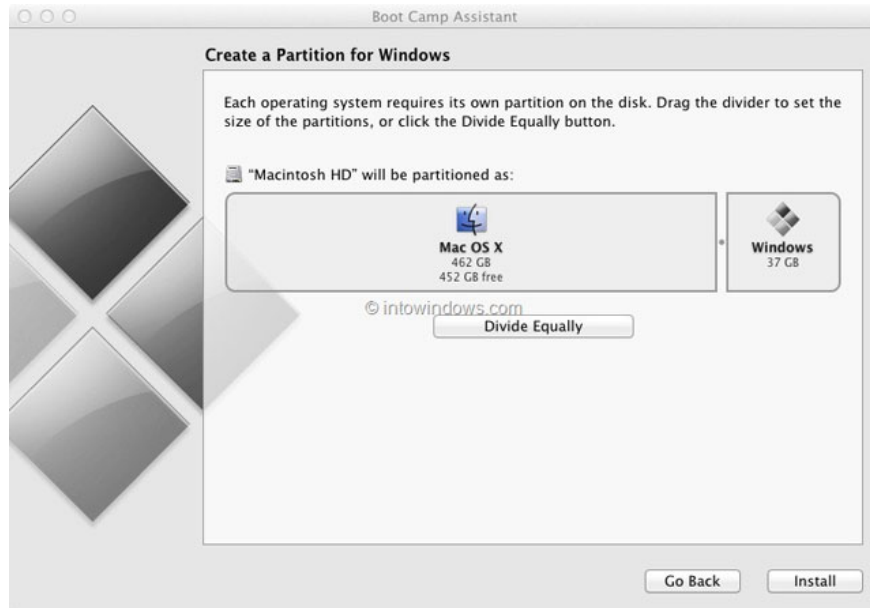 Boot Camp Assistant
Create a Partition for Windows
Each operating system requires its own partition on the disk. Drag the divider to set the
size of the partitions, or click the Divide Equally button.
"Macintosh HD" will be partitioned as:
Mac OS X
462 GB
452 GB free
Windows
37 GB
© intowindows.com
Divide Equally
Go Back
Install